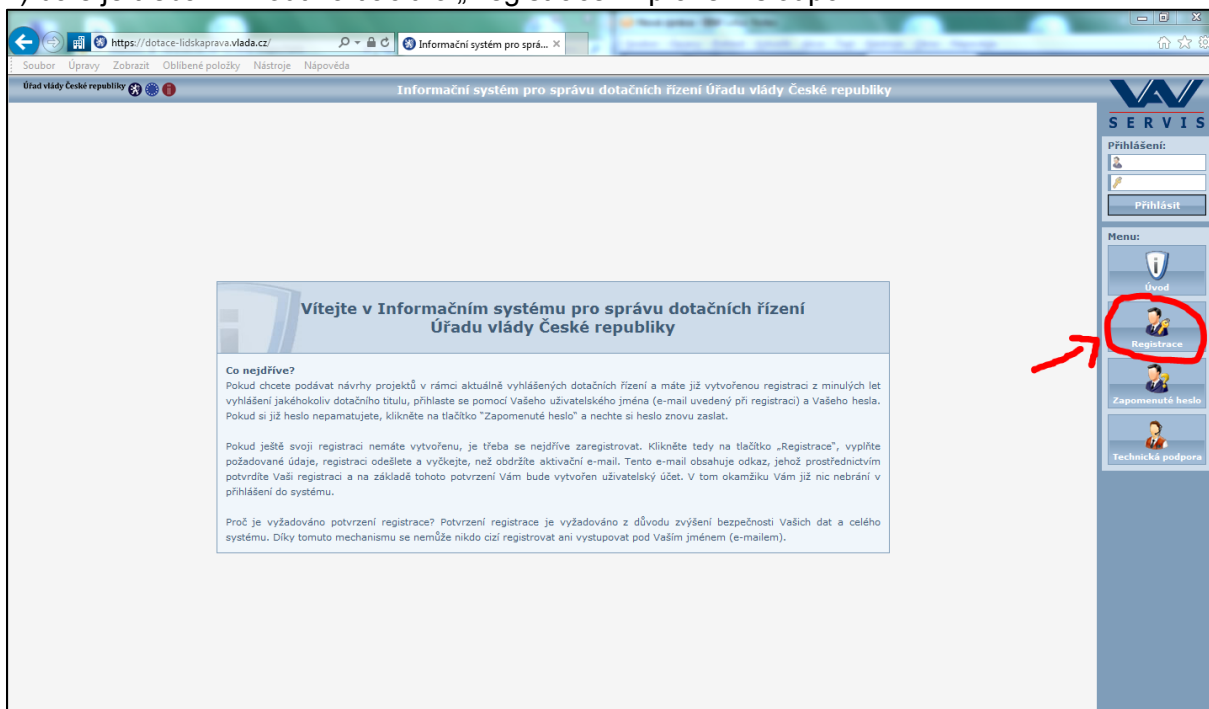 https://dotace-lidskaprava.vlada.cz/
Informační systém pro sprá...
Soubor Úpravy Zobrazit Oblíbené položky Nástroje Nápověda
Úřad vlády České republiky
Informační systém pro správu dotačních řízení Úřadu vlády České republiky
VAV
SERVIS
Přihlášení:
Přihlásit
Menu:
Úvod
Registrace
Zapomenuté heslo
Technická podpora
Vítejte v Informačním systému pro správu dotačních řízení
Úřadu vlády České republiky
Co nejdříve?
Pokud chcete podávat návrhy projektů v rámci aktuálně vyhlášených dotačních řízení a máte již vytvořenou registraci z minulých let
vyhlášení jakéhokoliv dotačního titulu, přihlaste se pomocí Vašeho uživatelského jména (e-mail uvedený při registraci) a Vašeho hesla.
Pokud si již heslo nepamatujete, klikněte na tlačítko "Zapomenuté heslo" a nechte si heslo znovu zaslat.
Pokud ještě svoji registraci nemáte vytvořenu, je třeba se nejdříve zaregistrovat. Klikněte tedy na tlačítko „Registrace", vyplňte
požadované údaje, registraci odešlete a vyčkejte, než obdržíte aktivační e-mail. Tento e-mail obsahuje odkaz, jehož prostřednictvím
potvrdíte Vaši registraci a na základě tohoto potvrzení Vám bude vytvořen uživatelský účet. V tom okamžiku Vám již nic nebrání v
přihlášení do systému.
Proč je vyžadováno potvrzení registrace? Potvrzení registrace je vyžadováno z důvodu zvýšení bezpečnosti Vašich dat a celého
systému. Díky tomuto mechanismu se nemůže nikdo cizí registrovat ani vystupovat pod Vaším jménem (e-mailem).